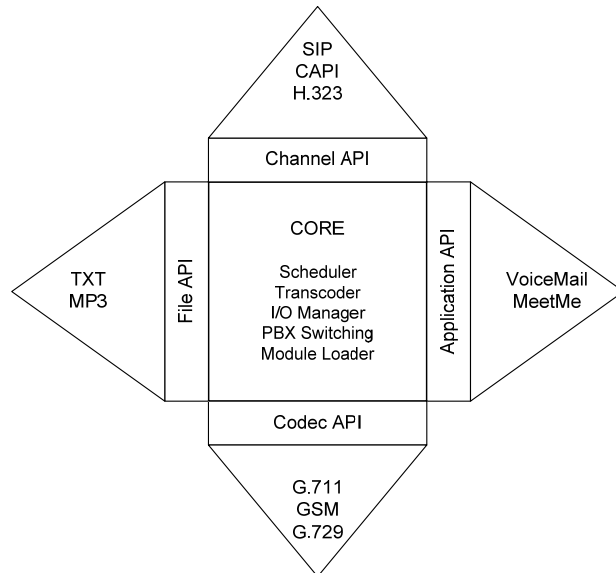 SIP
CAPI
H.323
Channel API
TXT
MP3
File API
CORE
Scheduler
Transcoder
I/O Manager
PBX Switching
Module Loader
Application API
VoiceMail
MeetMe
Codec API
G.711
GSM
G.729